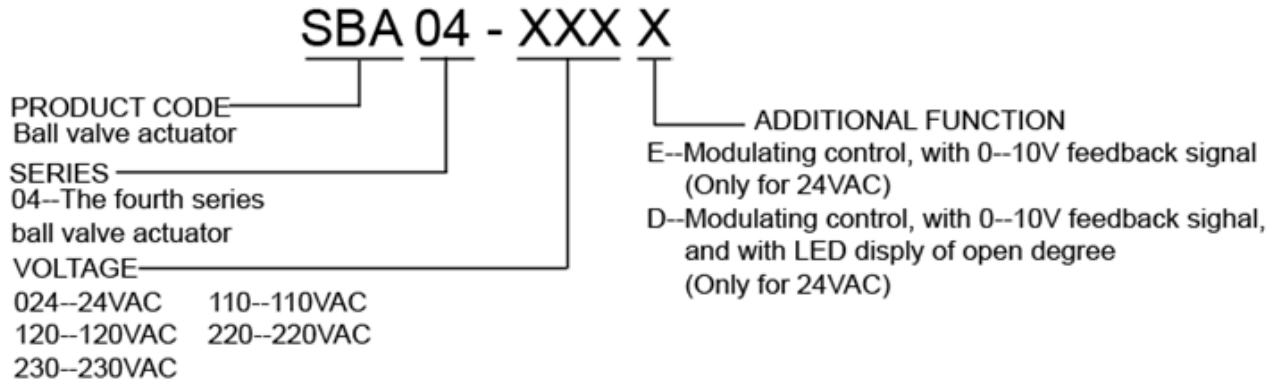 SBA 04 - XXX X
PRODUCT CODE
Ball valve actuator
SERIES
04--The fourth series
ball valve actuator
VOLTAGE
024--24VAC 110--110VAC
120--120VAC 220--220VAC
230--230VAC
ADDITIONAL FUNCTION
E--Modulating control, with 0--10V feedback signal
(Only for 24VAC)
D--Modulating control, with 0--10V feedback sighal,
and with LED disply of open degree
(Only for 24VAC)